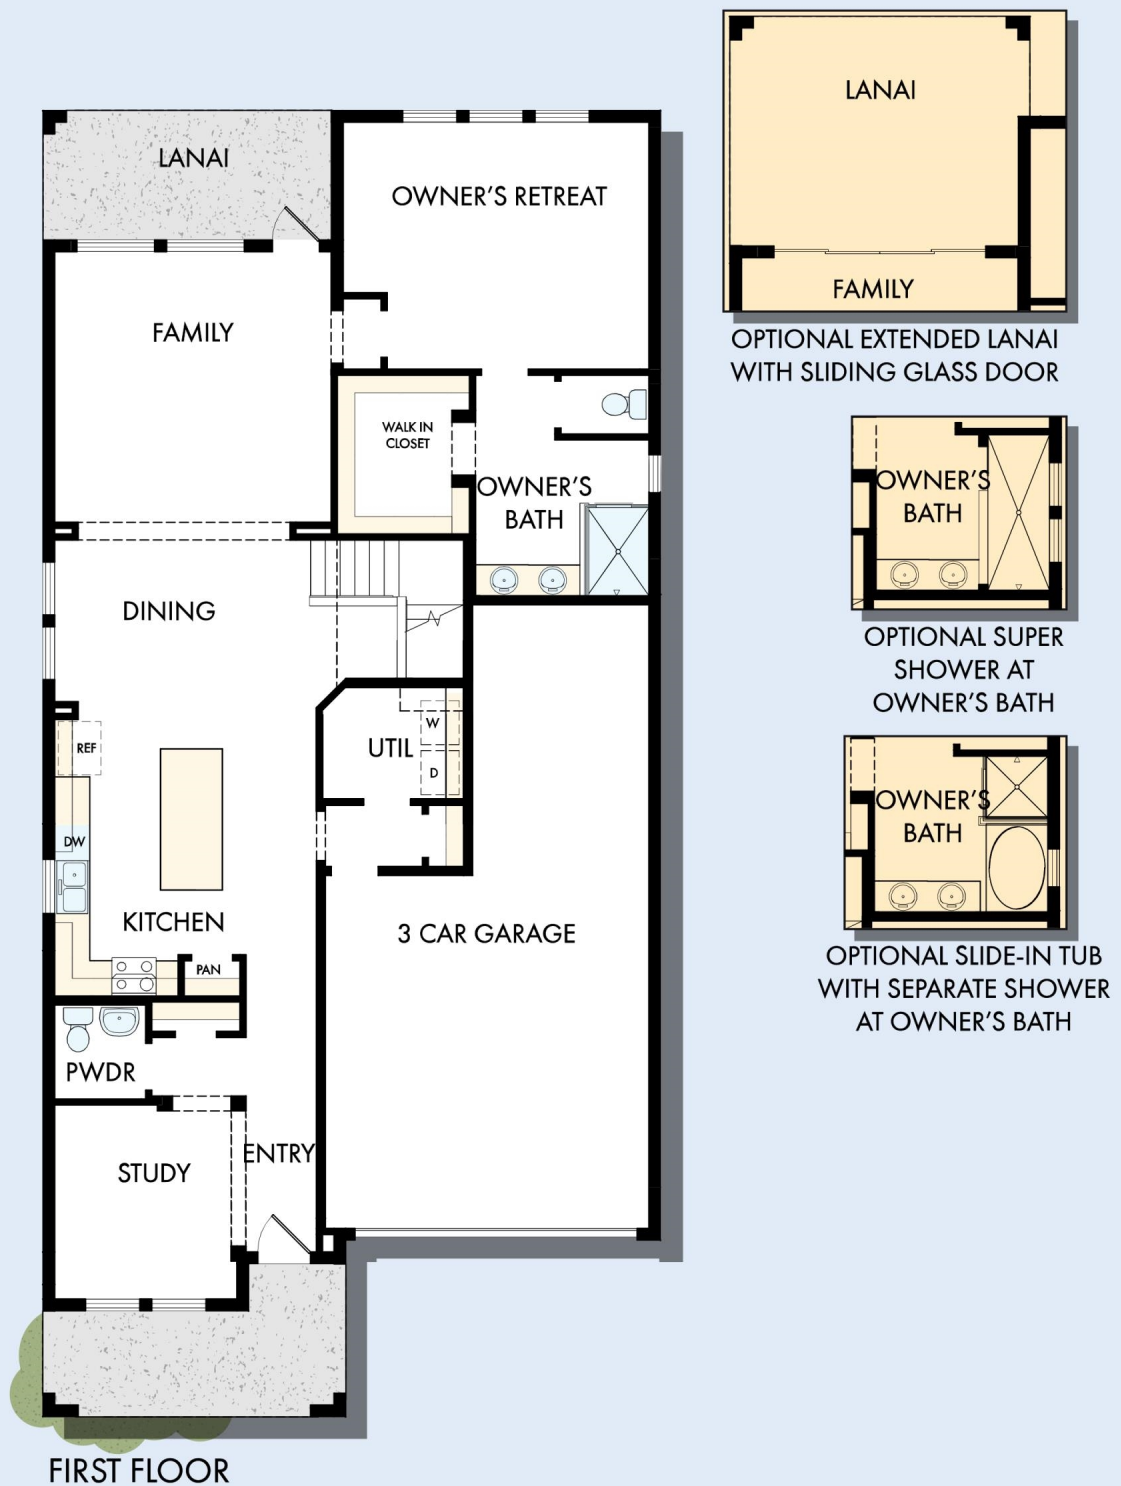 LANAI
OWNER'S RETREAT
FAMILY
WALK IN
CLOSET
OWNER'S
BATH
DINING
REF
UTIL
W
D
DW
KITCHEN
PAN
3 CAR GARAGE
PWDR
STUDY
ENTRY
FIRST FLOOR
LANAI
FAMILY
OPTIONAL EXTENDED LANAI
WITH SLIDING GLASS DOOR
OWNER'S
BATH
OPTIONAL SUPER
SHOWER AT
OWNER'S BATH
OWNER'S
BATH
OPTIONAL SLIDE-IN TUB
WITH SEPARATE SHOWER
AT OWNER'S BATH